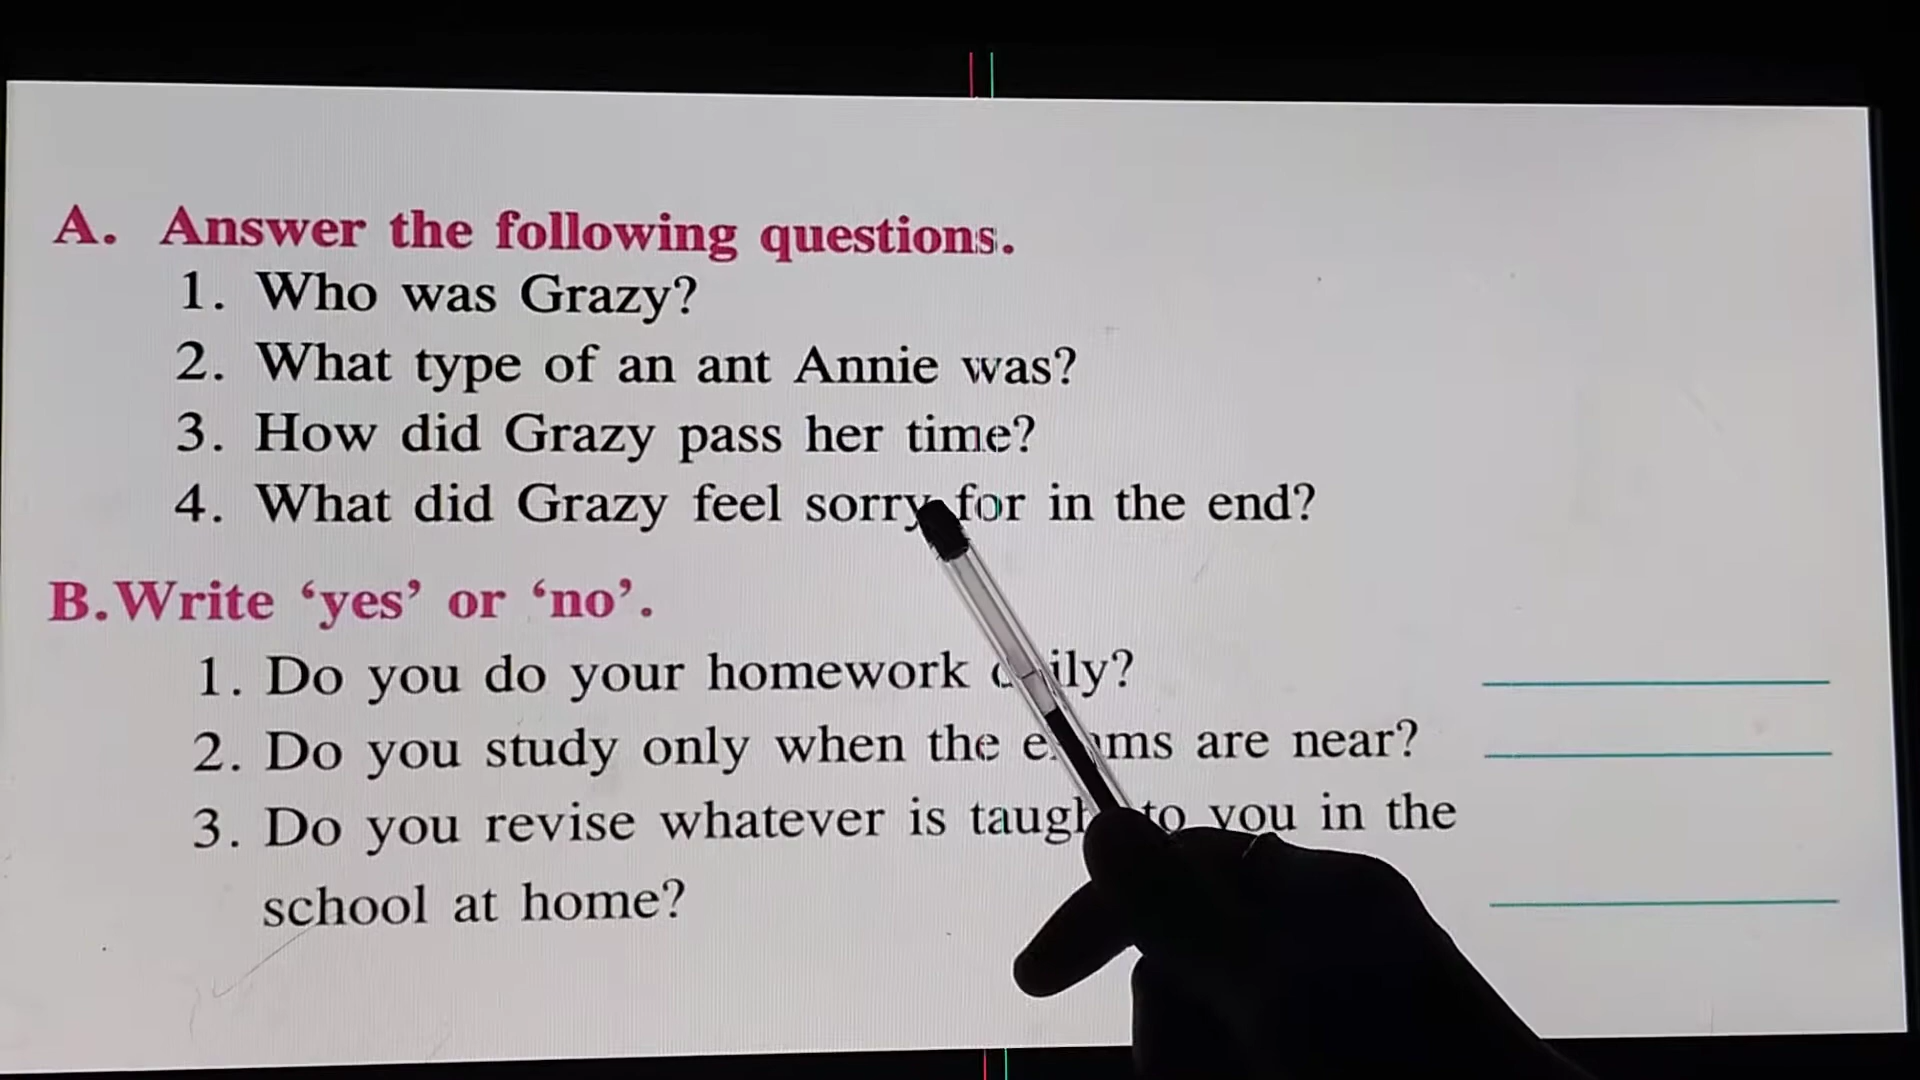 A. Answer the following questions.
1. Who was Grazy?
2. What type of an ant Annie was?
3. How did Grazy pass her time?
4. What did Grazy feel sorry for in the end?
B. Write ‘yes’ or ‘no’.
1. Do you do your homework daily?
2. Do you study only when the exams are near?
3. Do you revise whatever is taught to you in the
school at home?